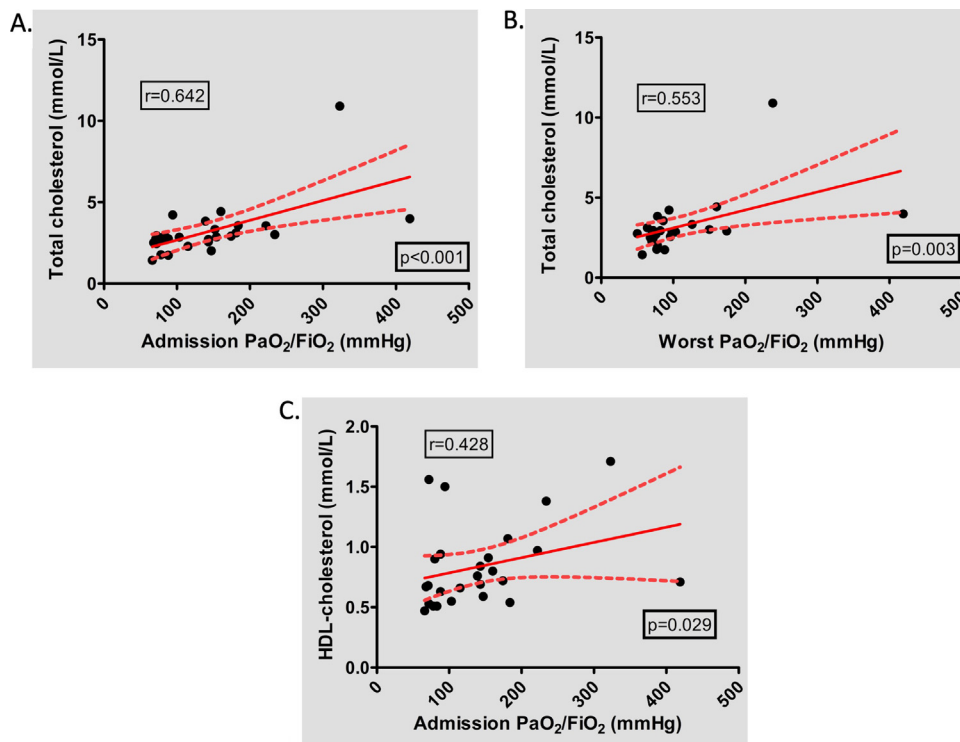 A.
Total cholesterol (mmol/L)
15
10
5
0
r=0.642
p<0.001
0 100 200 300 400 500
Admission PaO₂/FiO₂ (mmHg)
B.
Total cholesterol (mmol/L)
15
10
5
0
r=0.553
p=0.003
0 100 200 300 400 500
Worst PaO₂/FiO₂ (mmHg)
C.
HDL-cholesterol (mmol/L)
2.0
1.5
1.0
0.5
0.0
r=0.428
p=0.029
0 100 200 300 400 500
Admission PaO₂/FiO₂ (mmHg)